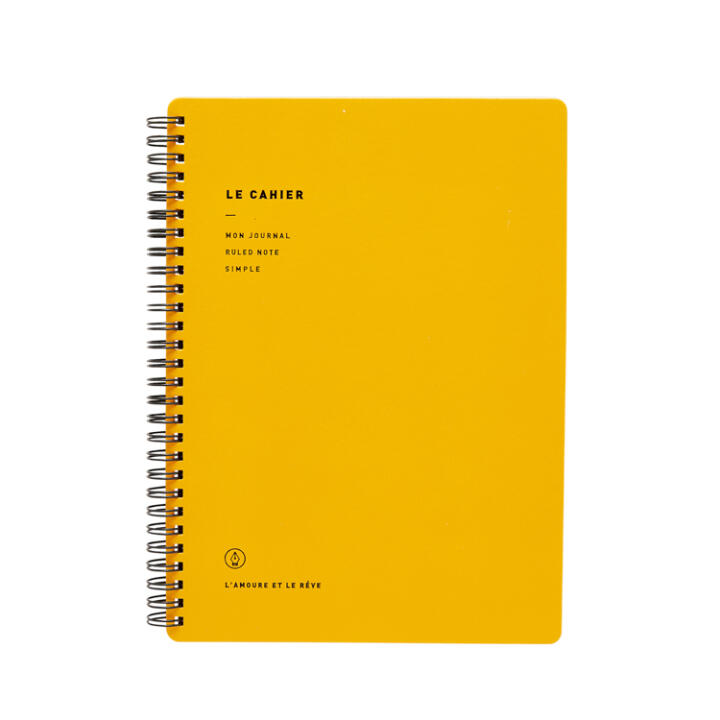 LE CAHIER
MON JOURNAL
RULED NOTE
SIMPLE
L'AMOURE ET LE RÊVE